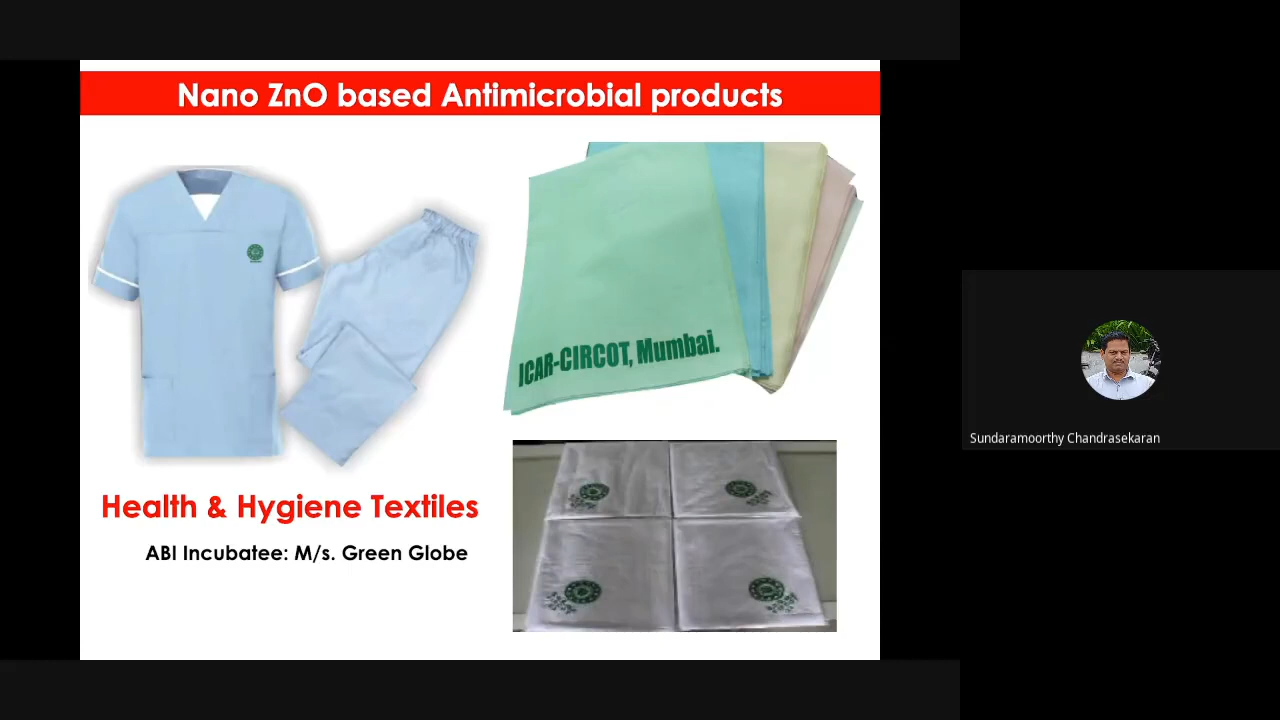 Nano ZnO based Antimicrobial products
ICAR-CIRCOT, Mumbai.
Health & Hygiene Textiles
ABI Incubatee: M/s. Green Globe
Sundaramoorthy Chandrasekaran